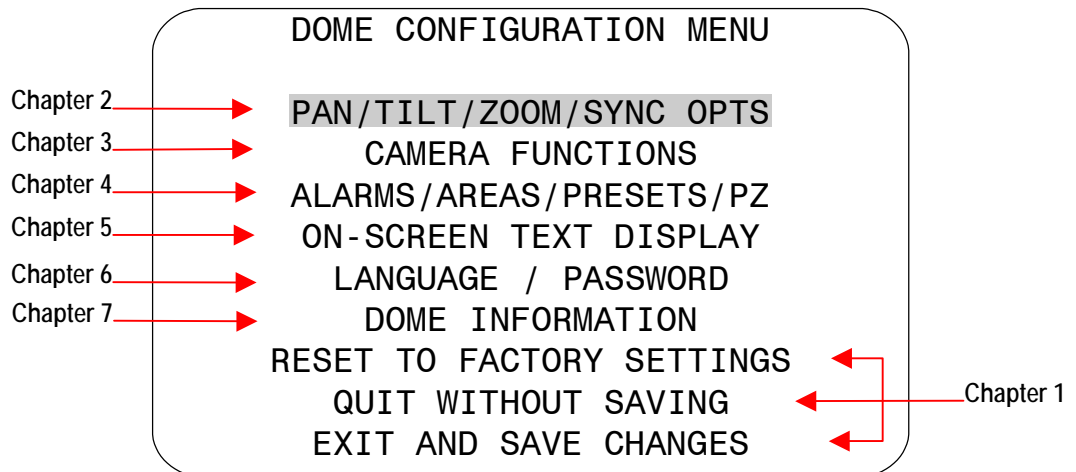 DOME CONFIGURATION MENU
Chapter 2 PAN/TILT/ZOOM/SYNC OPTS
Chapter 3 CAMERA FUNCTIONS
Chapter 4 ALARMS/AREAS/PRESETS/PZ
Chapter 5 ON-SCREEN TEXT DISPLAY
Chapter 6 LANGUAGE / PASSWORD
Chapter 7 DOME INFORMATION
RESET TO FACTORY SETTINGS
QUIT WITHOUT SAVING Chapter 1
EXIT AND SAVE CHANGES